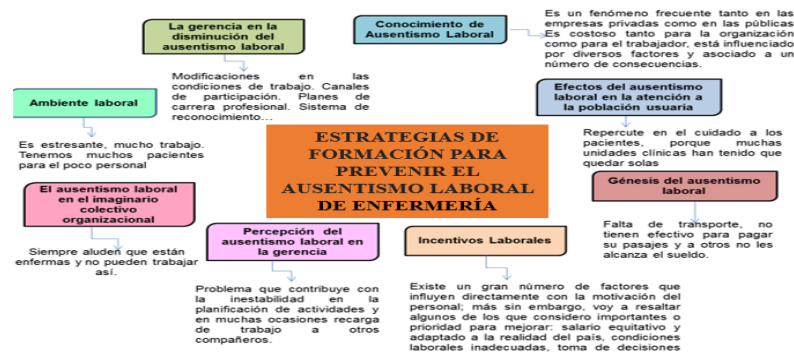 La gerencia en la
disminución del
ausentismo laboral
Modificaciones en las
condiciones de trabajo. Canales
de participación. Planes de
carrera profesional. Sistema de
reconocimiento...
Conocimiento de
Ausentismo Laboral
Es un fenómeno frecuente tanto en las
empresas privadas como en las públicas
Es costoso tanto para la organización
como para el trabajador, está influenciado
por diversos factores y asociado a un
número de consecuencias.
Ambiente laboral
Es estresante, mucho trabajo.
Tenemos muchos pacientes
para el poco personal
Efectos del ausentismo
laboral en la atención a
la población usuaria
Repercute en el cuidado a los
pacientes, porque muchas
unidades clínicas han tenido que
quedar solas
ESTRATEGIAS DE
FORMACIÓN PARA
PREVENIR EL
AUSENTISMO LABORAL
DE ENFERMERÍA
El ausentismo laboral
en el imaginario
colectivo
organizacional
Siempre aluden que están
enfermas y no pueden trabajar
así.
Génesis del ausentismo
laboral
Falta de transporte, no
tienen efectivo para pagar
su pasajes y a otros no les
alcanza el sueldo.
Percepción del
ausentismo laboral en
la gerencia
Problema que contribuye con
la inestabilidad en la
planificación de actividades y
en muchas ocasiones recarga
de trabajo a otros
compañeros.
Incentivos Laborales
Existe un gran número de factores que
influyen directamente con la motivación del
personal; más sin embargo, voy a resaltar
algunos de los que considero importantes o
prioridad para mejorar: salario equitativo y
adaptado a la realidad del país, condiciones
laborales inadecuadas, toma de decisiones